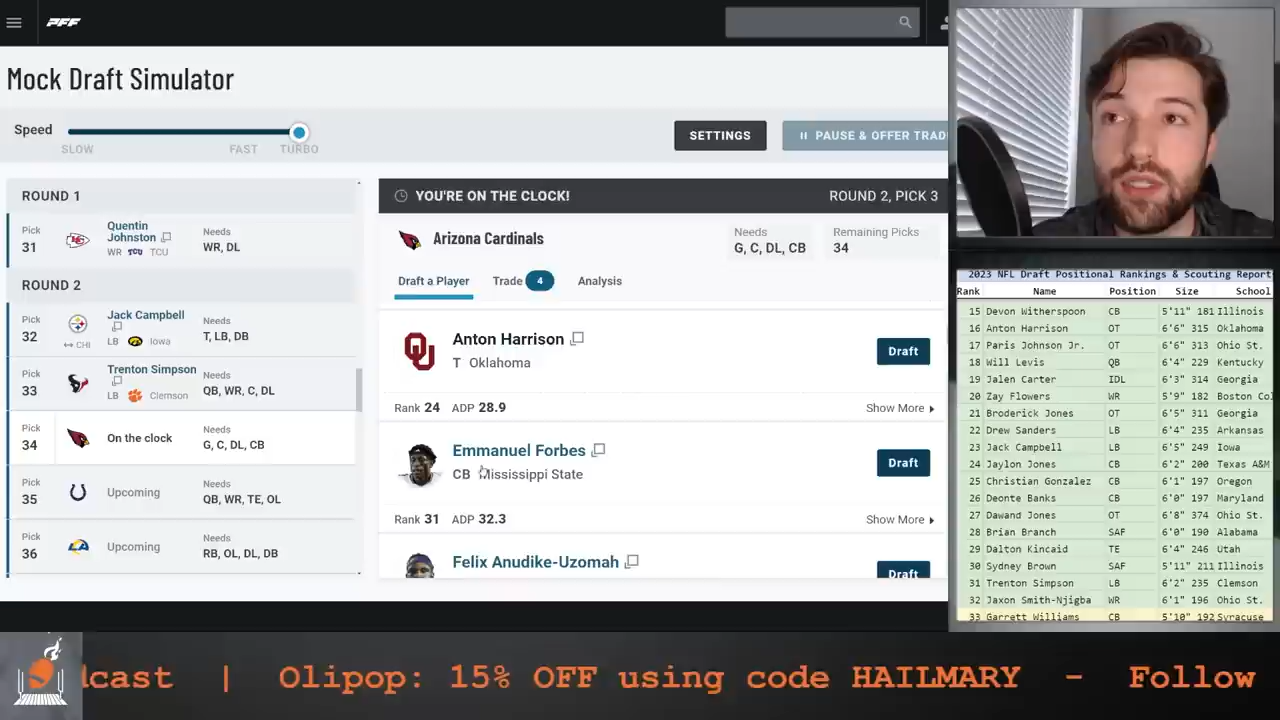 PFF
Mock Draft Simulator
Speed
SLOW FAST TURBO
SETTINGS
PAUSE & OFFER TRAD
ROUND 1
Pick 31
Quentin Johnston
WR TCU TCU
Needs
WR, DL
ROUND 2
Pick 32
Jack Campbell
LB Iowa
CHI
Needs
T, LB, DB
Pick 33
Trenton Simpson
LB Clemson
Needs
QB, WR, C, DL
Pick 34
On the clock
Needs
G, C, DL, CB
Pick 35
Upcoming
Needs
QB, WR, TE, OL
Pick 36
Upcoming
Needs
RB, OL, DL, DB
YOU'RE ON THE CLOCK! ROUND 2, PICK 3
Arizona Cardinals
Needs
G, C, DL, CB
Remaining Picks
34
Draft a Player Trade 4 Analysis
Anton Harrison
T Oklahoma
Draft
Rank 24 ADP 28.9 Show More
Emmanuel Forbes
CB Mississippi State
Draft
Rank 31 ADP 32.3 Show More
Felix Anudike-Uzomah
Draft
2023 NFL Draft Positional Rankings & Scouting Report
Rank Name Position Size School
15 Devon Witherspoon CB 5'11" 181 Illinois
16 Anton Harrison OT 6'6" 315 Oklahoma
17 Paris Johnson Jr. OT 6'6" 313 Ohio St.
18 Will Levis QB 6'4" 229 Kentucky
19 Jalen Carter IDL 6'3" 314 Georgia
20 Zay Flowers WR 5'9" 182 Boston Co
21 Broderick Jones OT 6'5" 311 Georgia
22 Drew Sanders LB 6'4" 235 Arkansas
23 Jack Campbell LB 6'5" 249 Iowa
24 Jaylon Jones CB 6'2" 200 Texas A&M
25 Christian Gonzalez CB 6'1" 197 Oregon
26 Deonte Banks CB 6'0" 197 Maryland
27 Dawand Jones OT 6'8" 374 Ohio St.
28 Brian Branch SAF 6'0" 190 Alabama
29 Dalton Kincaid TE 6'4" 246 Utah
30 Sydney Brown SAF 5'11" 211 Illinois
31 Trenton Simpson LB 6'2" 235 Clemson
32 Jaxon Smith-Njigba WR 6'1" 196 Ohio St.
33 Garrett Williams CB 5'10" 192 Syracuse
dcast | Olipop: 15% OFF using code HAILMARY - Follow